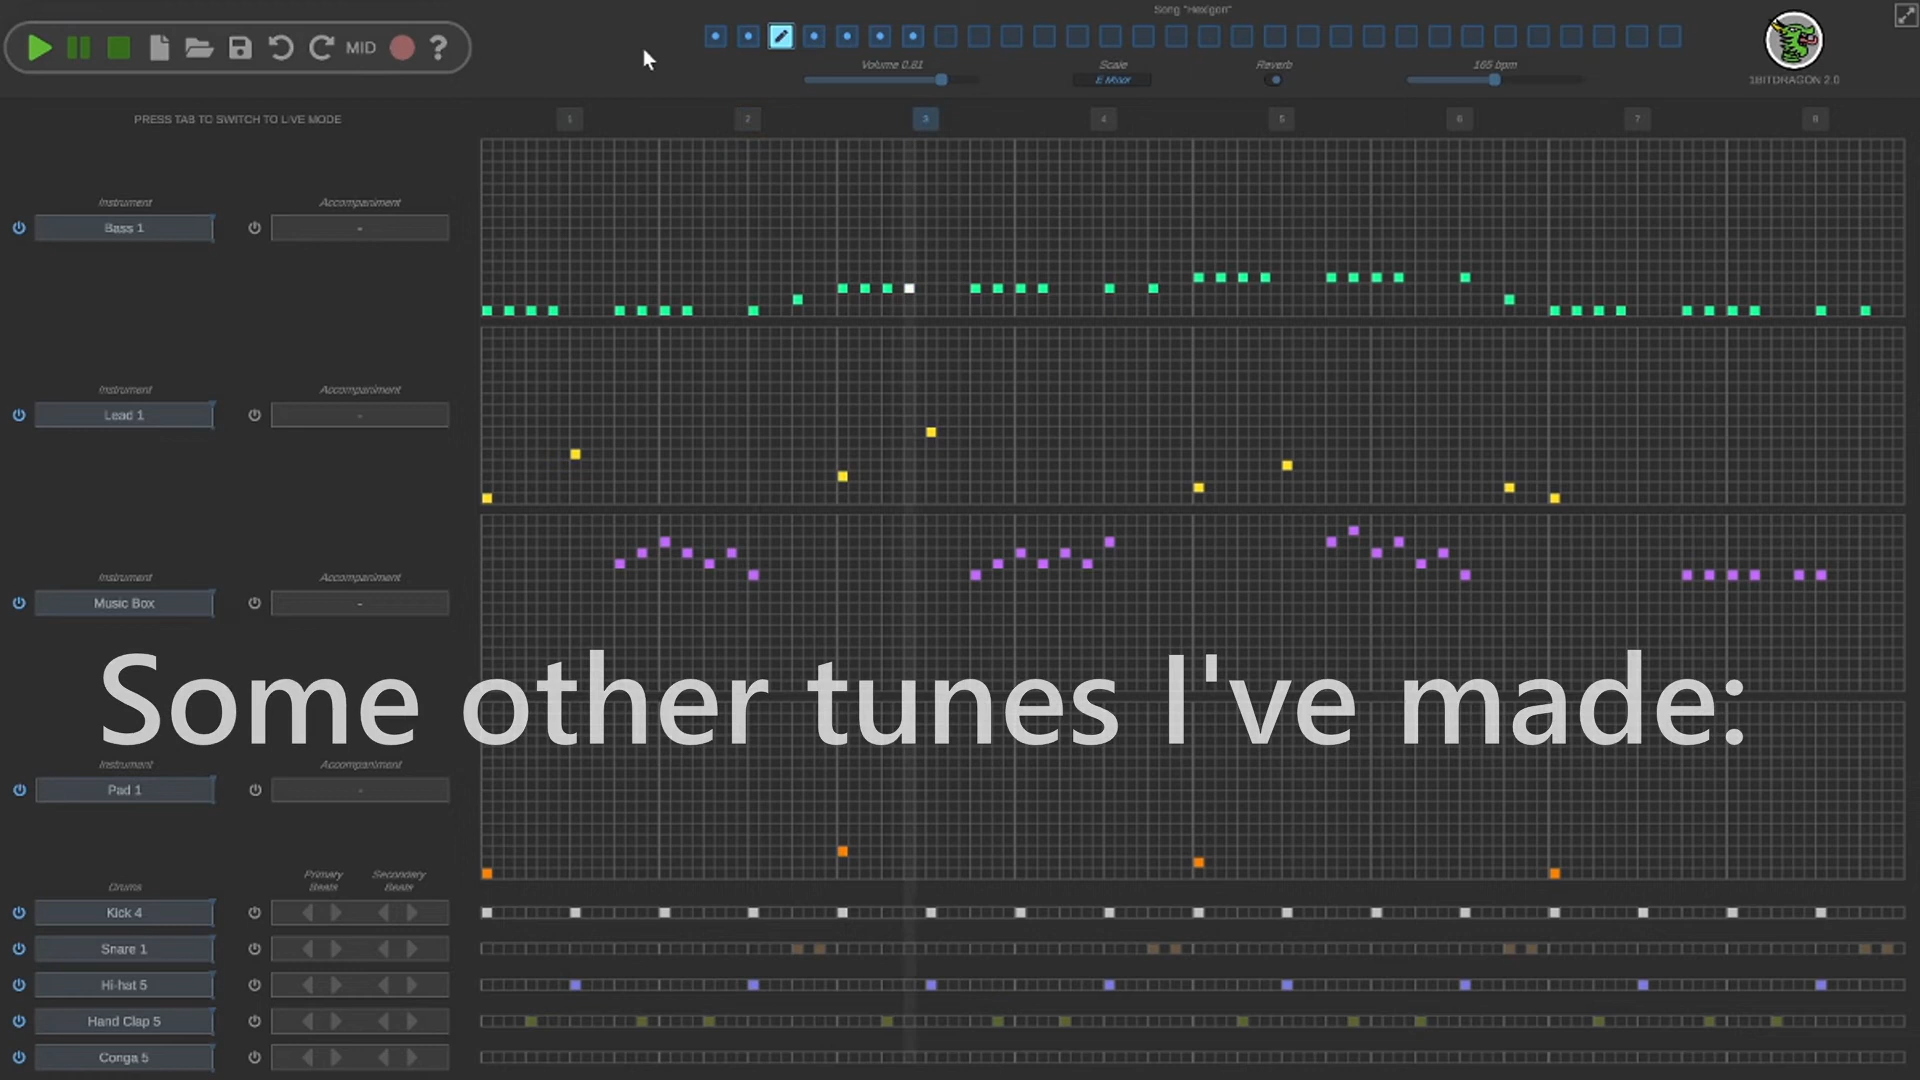 Song "Hexigon"
MID
?
Volume 0.81
Scale
E Minor
Reverb
165 bpm
1BITDRAGON 2.0
PRESS TAB TO SWITCH TO LIVE MODE
1 2 3 4 5 6 7 8
Instrument Accompaniment
Bass 1 -
Instrument Accompaniment
Lead 1 -
Instrument Accompaniment
Music Box -
Some other tunes I've made:
Instrument Accompaniment
Pad 1 -
Drums
Primary Beats
Secondary Beats
Kick 4
Snare 1
Hi-hat 5
Hand Clap 5
Conga 5